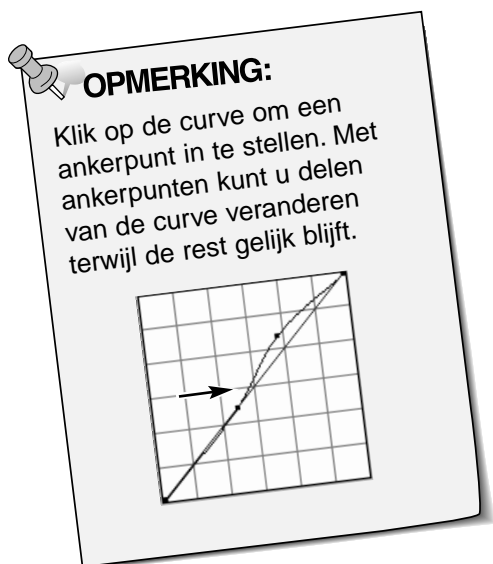 OPMERKING:
Klik op de curve om een
ankerpunt in te stellen. Met
ankerpunten kunt u delen
van de curve veranderen
terwijl de rest gelijk blijft.